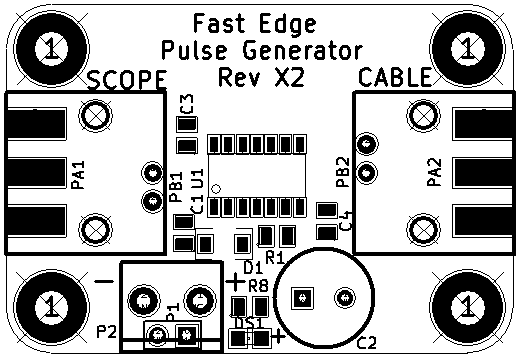 Fast Edge
Pulse Generator
Rev X2
1
1
SCOPE
CABLE
C3
PA1
PB1
U1
C1
PB2
PA2
C4
R1
D1
-
+
R8
P1
DS1
+
P2
C2
1
1